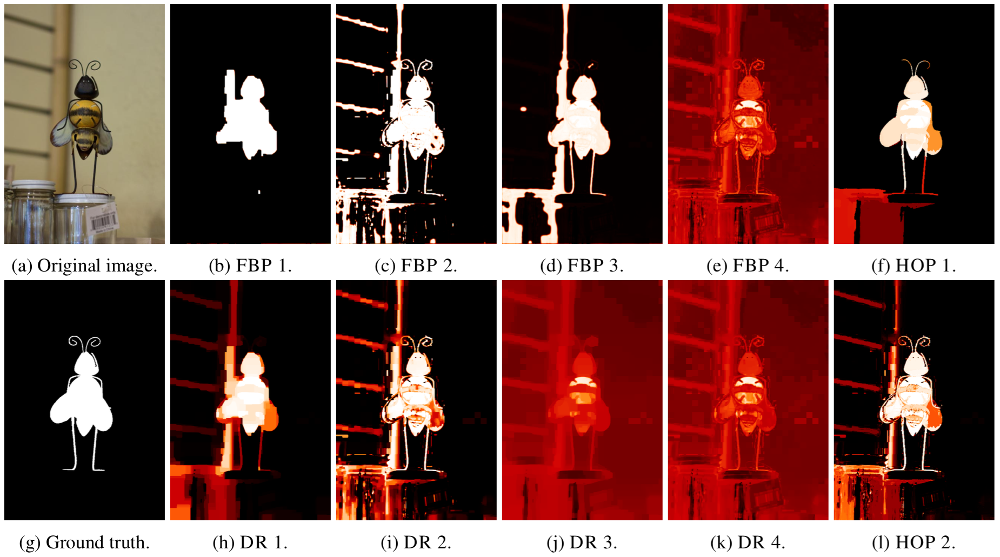 (a) Original image.
(b) FBP 1.
(c) FBP 2.
(d) FBP 3.
(e) FBP 4.
(f) HOP 1.
(g) Ground truth.
(h) DR 1.
(i) DR 2.
(j) DR 3.
(k) DR 4.
(l) HOP 2.